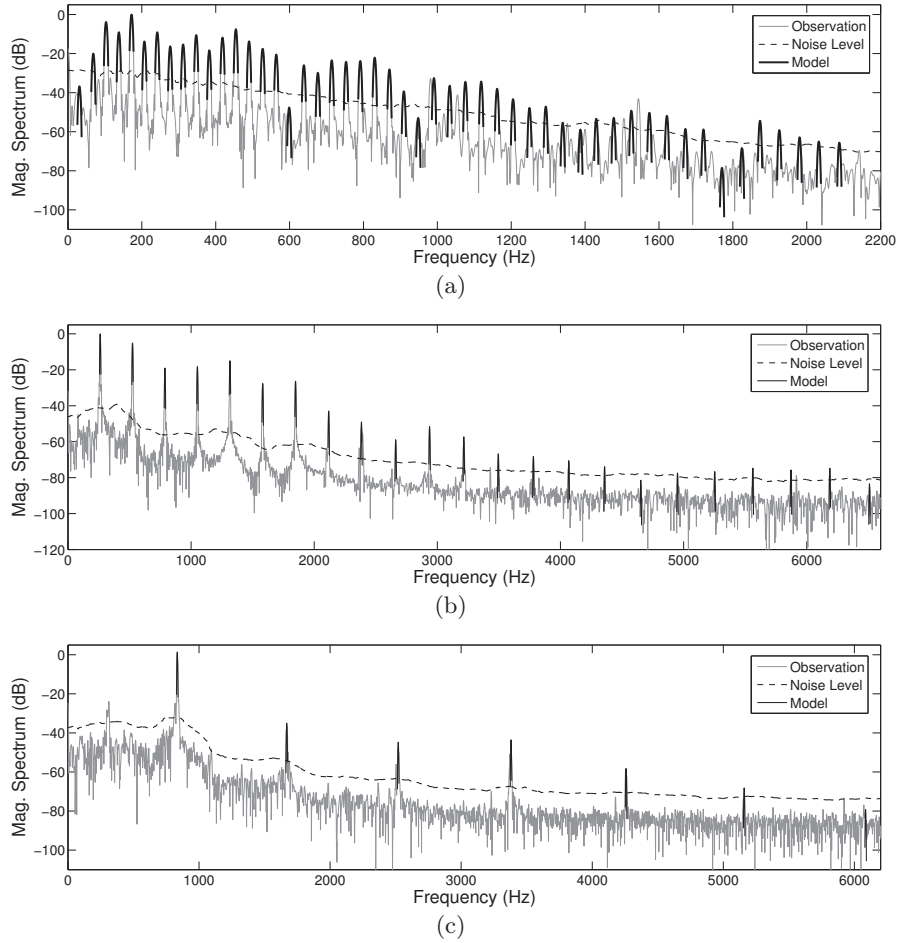 Mag. Spectrum (dB)
0
−20
−40
−60
−80
−100
Observation
Noise Level
Model
0 200 400 600 800 1000 1200 1400 1600 1800 2000 2200
Frequency (Hz)
(a)
Mag. Spectrum (dB)
0
−20
−40
−60
−80
−100
−120
Observation
Noise Level
Model
0 1000 2000 3000 4000 5000 6000
Frequency (Hz)
(b)
Mag. Spectrum (dB)
0
−20
−40
−60
−80
−100
Observation
Noise Level
Model
0 1000 2000 3000 4000 5000 6000
Frequency (Hz)
(c)